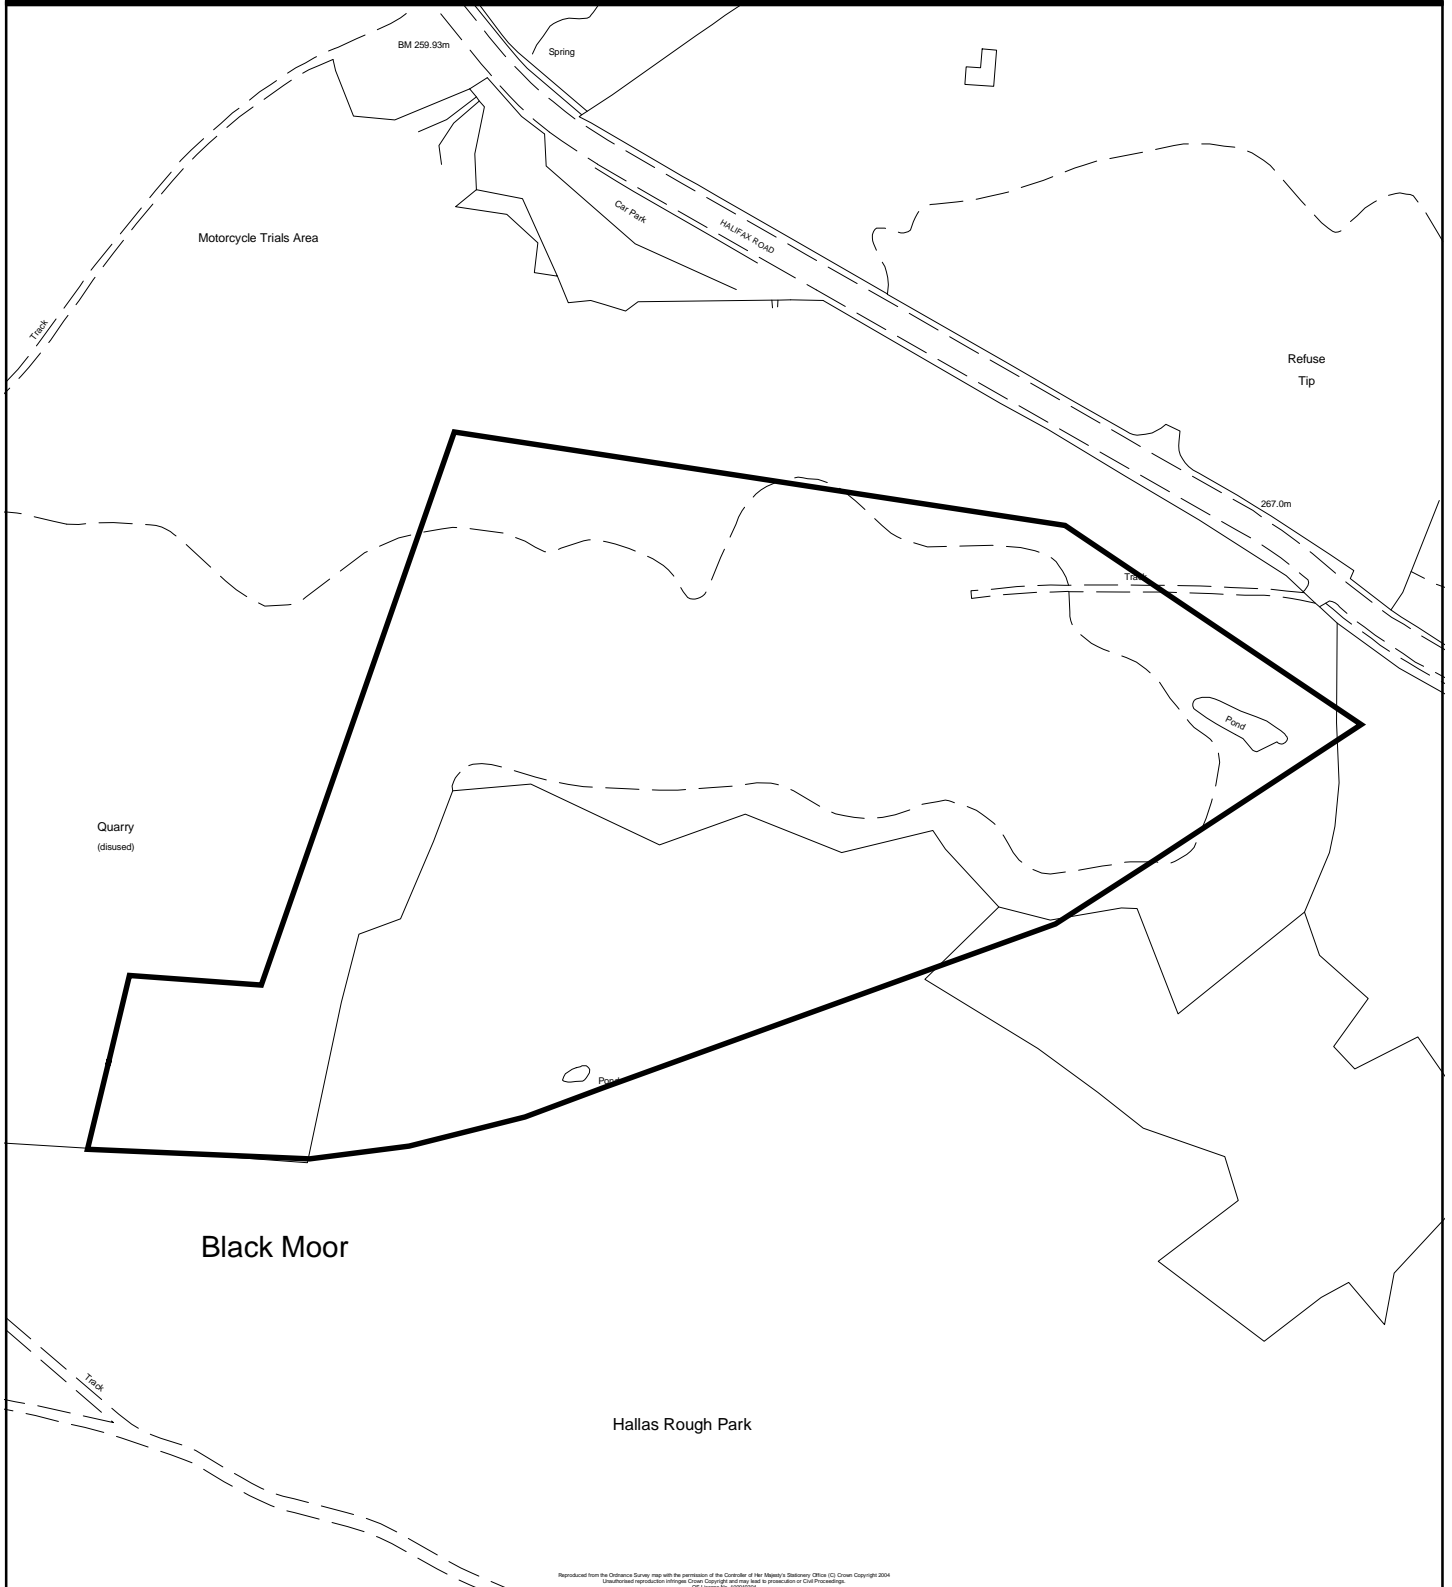 BM 259.93m
Spring
Car Park
HALIFAX ROAD
Motorcycle Trials Area
Track
Refuse
Tip
267.0m
Track
Pond
Quarry
(disused)
Pond
Black Moor
Track
Hallas Rough Park
Reproduced from the Ordnance Survey map with the permission of the Controller of Her Majesty's Stationery Office (C) Crown Copyright 2004
Unauthorised reproduction infringes Crown Copyright and may lead to prosecution or Civil Proceedings.